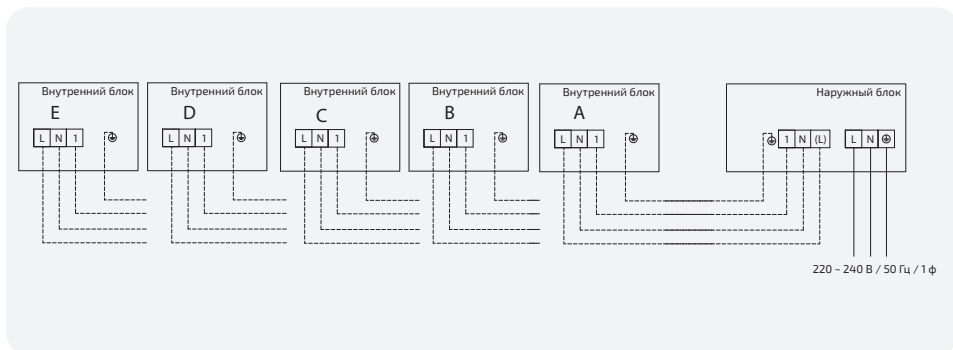 Внутренний блок Внутренний блок Внутренний блок Внутренний блок Внутренний блок Наружный блок
E D C B A
L N 1 L N 1 L N 1 L N 1 L N 1 1 N (L) L N
220 ~ 240 В / 50 Гц / 1 ф